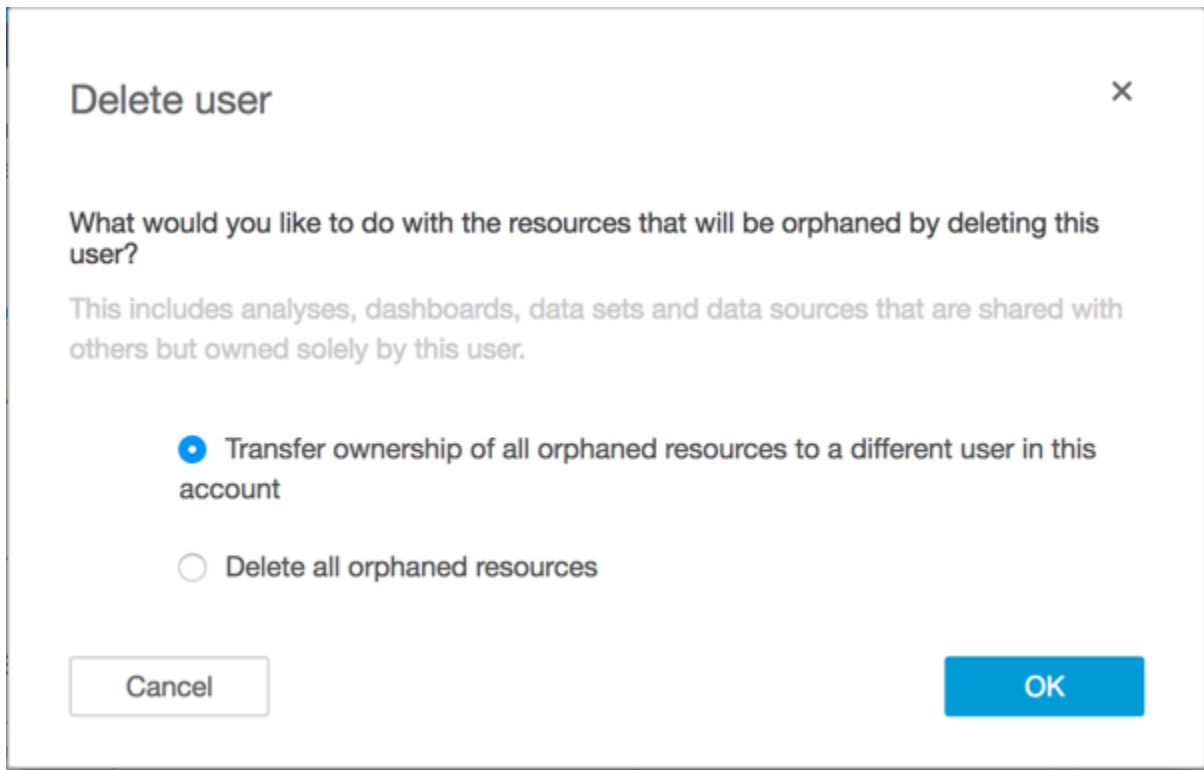 Delete user
What would you like to do with the resources that will be orphaned by deleting this
user?
This includes analyses, dashboards, data sets and data sources that are shared with
others but owned solely by this user.
Transfer ownership of all orphaned resources to a different user in this
account
Delete all orphaned resources
Cancel
OK